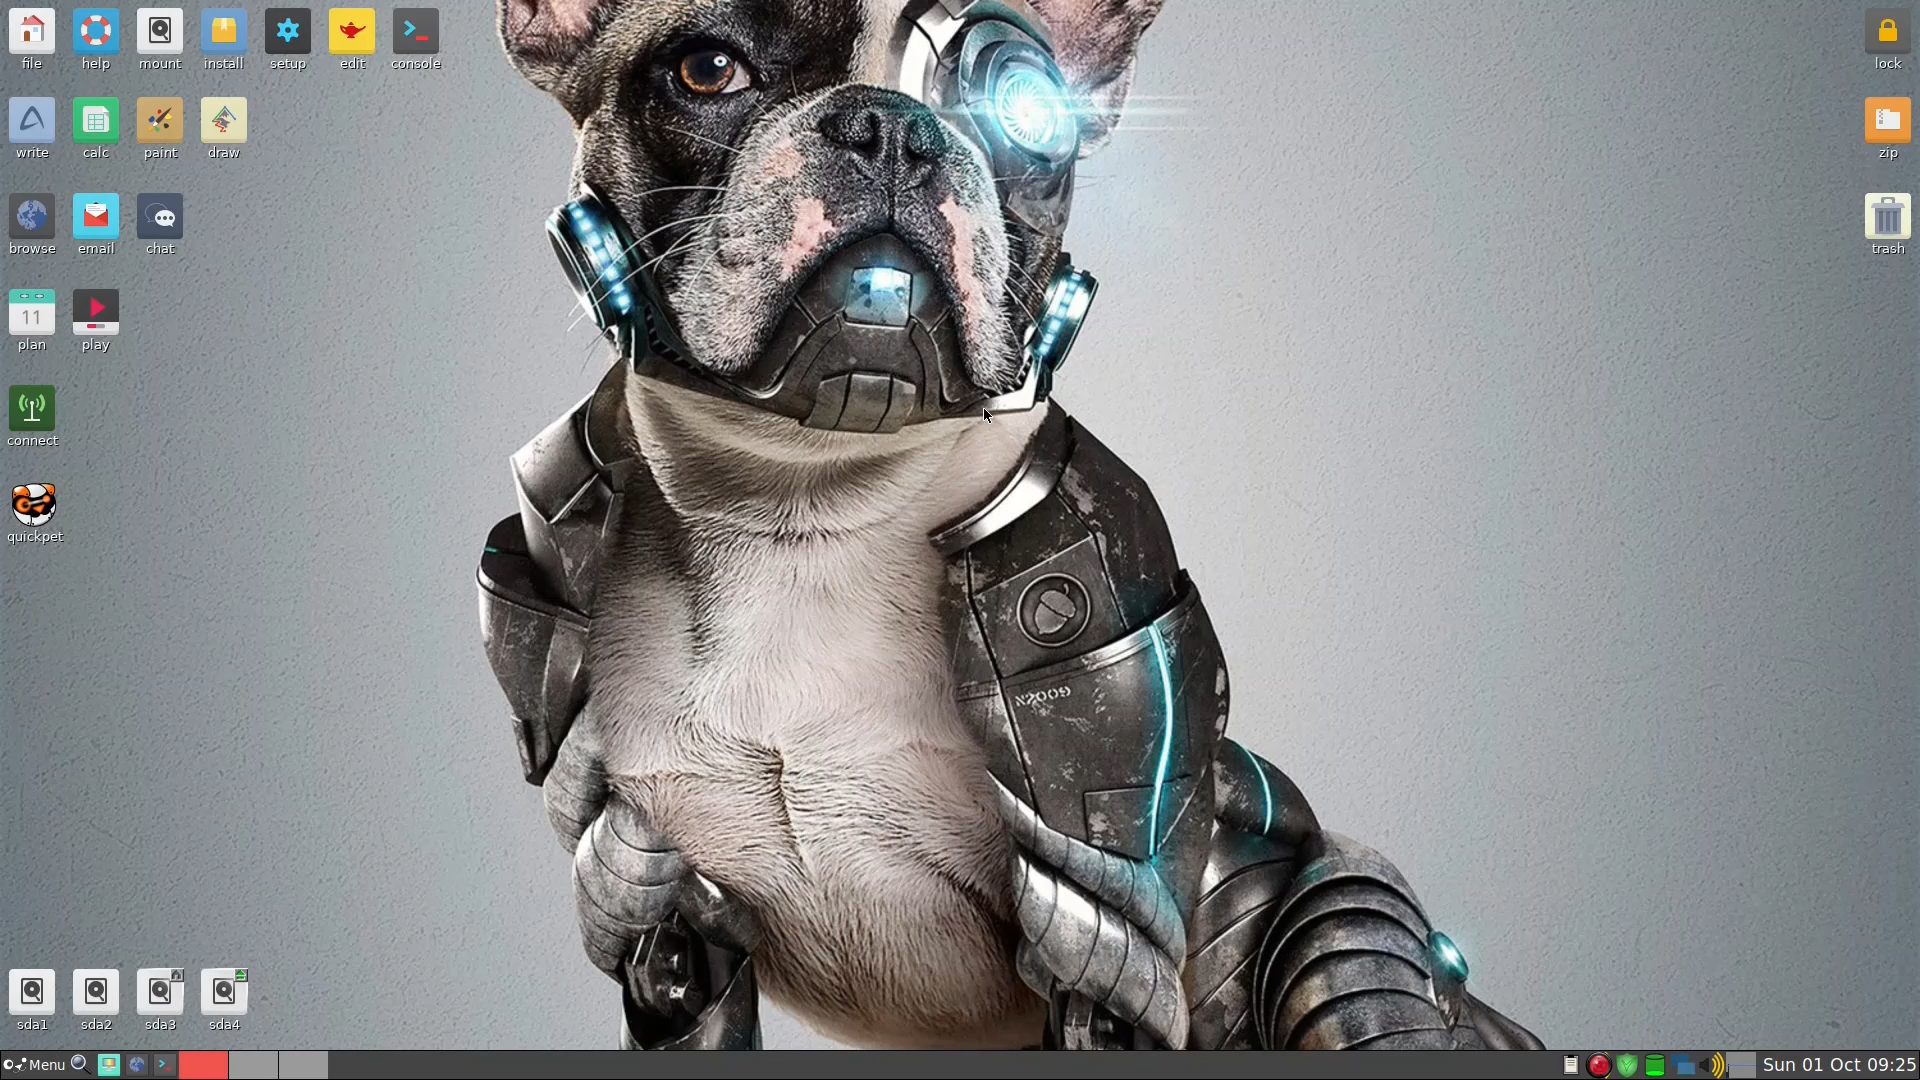 file help mount install setup edit console lock
write calc paint draw zip
browse email chat trash
11
plan play
connect
quickpet
N2009
sda1 sda2 sda3 sda4
Menu Sun 01 Oct 09:25